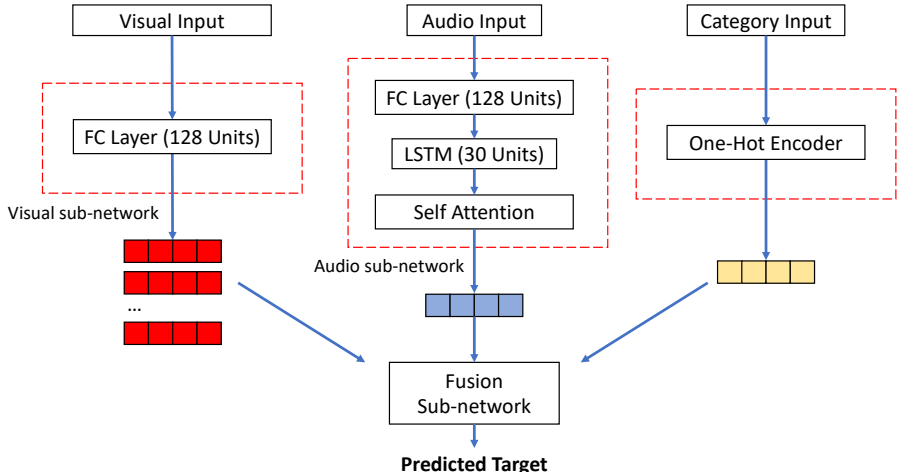 Visual Input
Audio Input
Category Input
FC Layer (128 Units)
FC Layer (128 Units)
LSTM (30 Units)
Self Attention
One-Hot Encoder
Visual sub-network
Audio sub-network
...
Fusion
Sub-network
Predicted Target